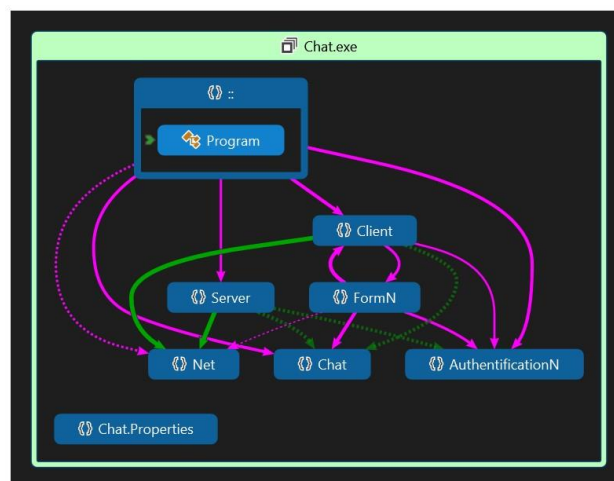 Chat.exe
::
Program
Client
Server
FormN
Net
Chat
AuthentificationN
Chat.Properties